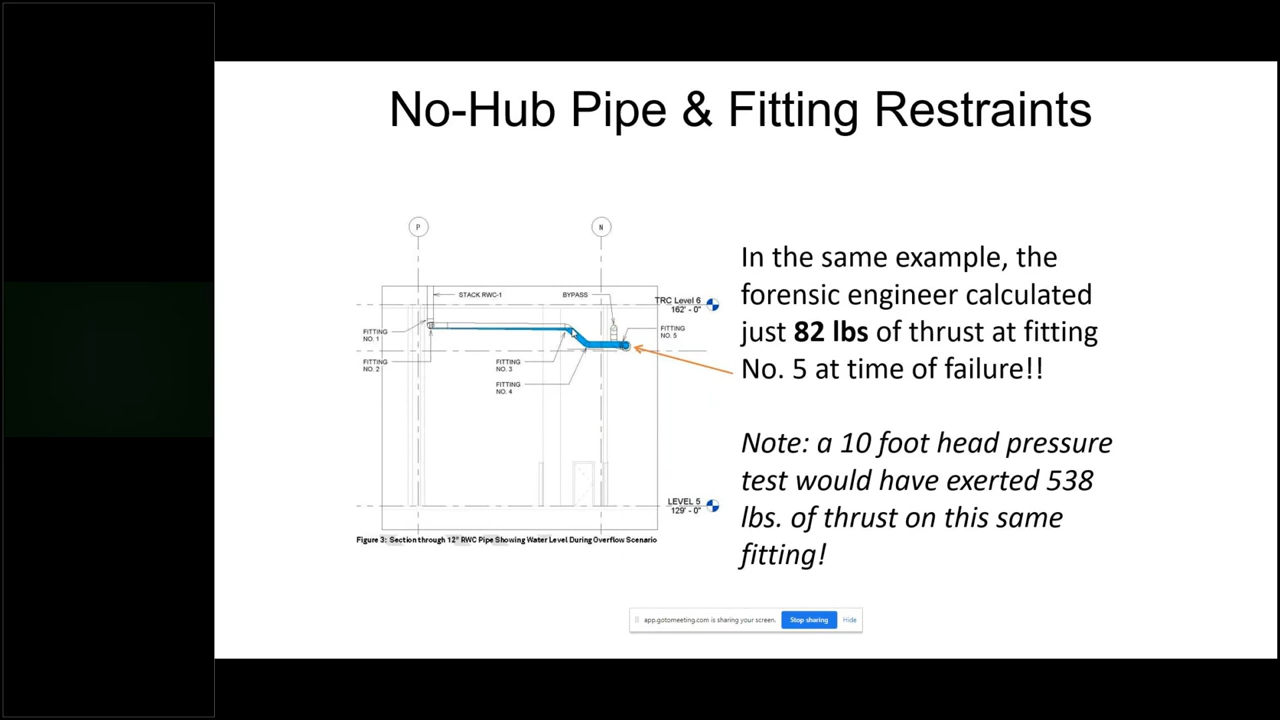 No-Hub Pipe & Fitting Restraints
P
N
STACK RWC-1
BYPASS
TRC Level 6
162' - 0"
FITTING
NO. 1
FITTING
NO. 5
FITTING
NO. 2
FITTING
NO. 3
FITTING
NO. 4
LEVEL 5
129' - 0"
Figure 3: Section through 12" RWC Pipe Showing Water Level During Overflow Scenario
In the same example, the
forensic engineer calculated
just 82 lbs of thrust at fitting
No. 5 at time of failure!!
Note: a 10 foot head pressure
test would have exerted 538
lbs. of thrust on this same
fitting!
app.gotomeeting.com is sharing your screen.
Stop sharing
Hide